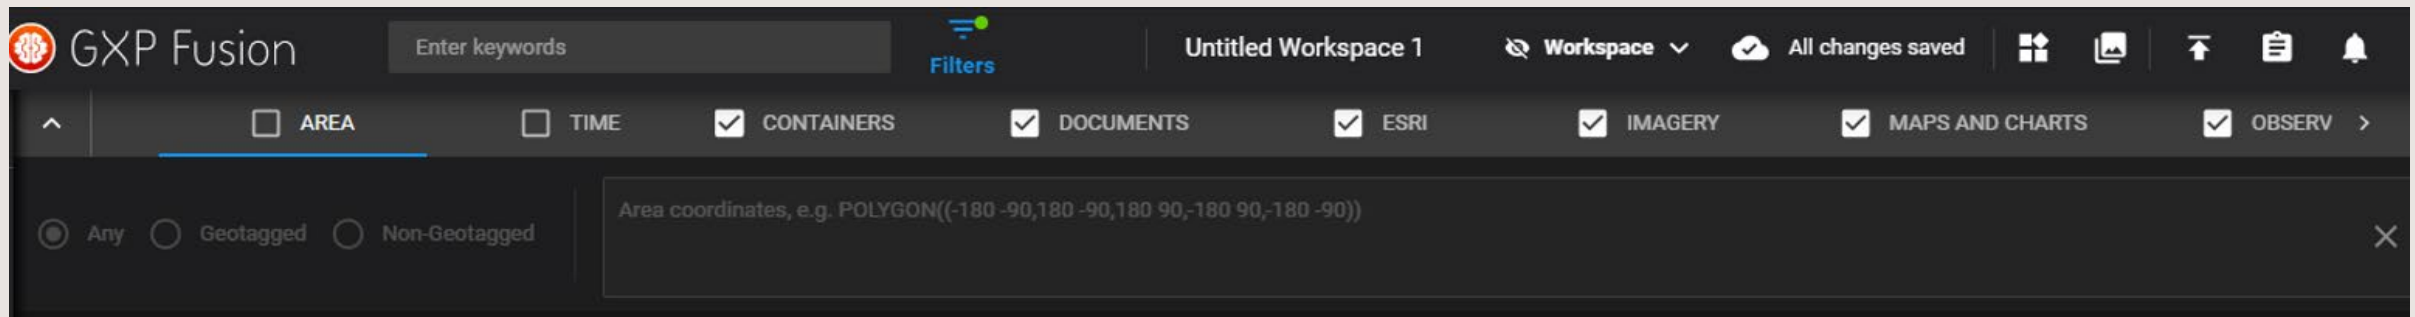 GXP Fusion
Enter keywords
Filters
Untitled Workspace 1
Workspace
All changes saved
AREA
TIME
CONTAINERS
DOCUMENTS
ESRI
IMAGERY
MAPS AND CHARTS
OBSERV
Any
Geotagged
Non-Geotagged
Area coordinates, e.g. POLYGON((-180 -90,180 -90,180 90,-180 90,-180 -90))